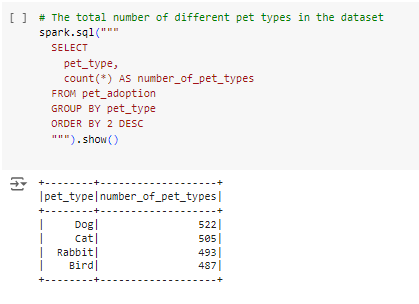 [ ] # The total number of different pet types in the dataset
spark.sql("""
  SELECT
    pet_type,
    count(*) AS number_of_pet_types
  FROM pet_adoption
  GROUP BY pet_type
  ORDER BY 2 DESC
  """).show()
+--------+-------------------+
|pet_type|number_of_pet_types|
+--------+-------------------+
|     Dog|                522|
|     Cat|                505|
|  Rabbit|                493|
|    Bird|                487|
+--------+-------------------+